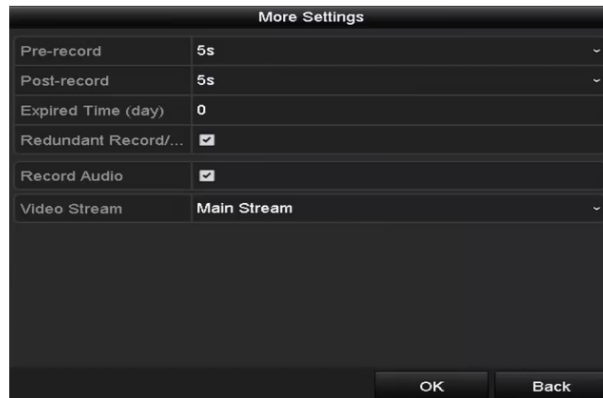 More Settings
Pre-record 5s
Post-record 5s
Expired Time (day) 0
Redundant Record/...
Record Audio
Video Stream Main Stream
OK Back